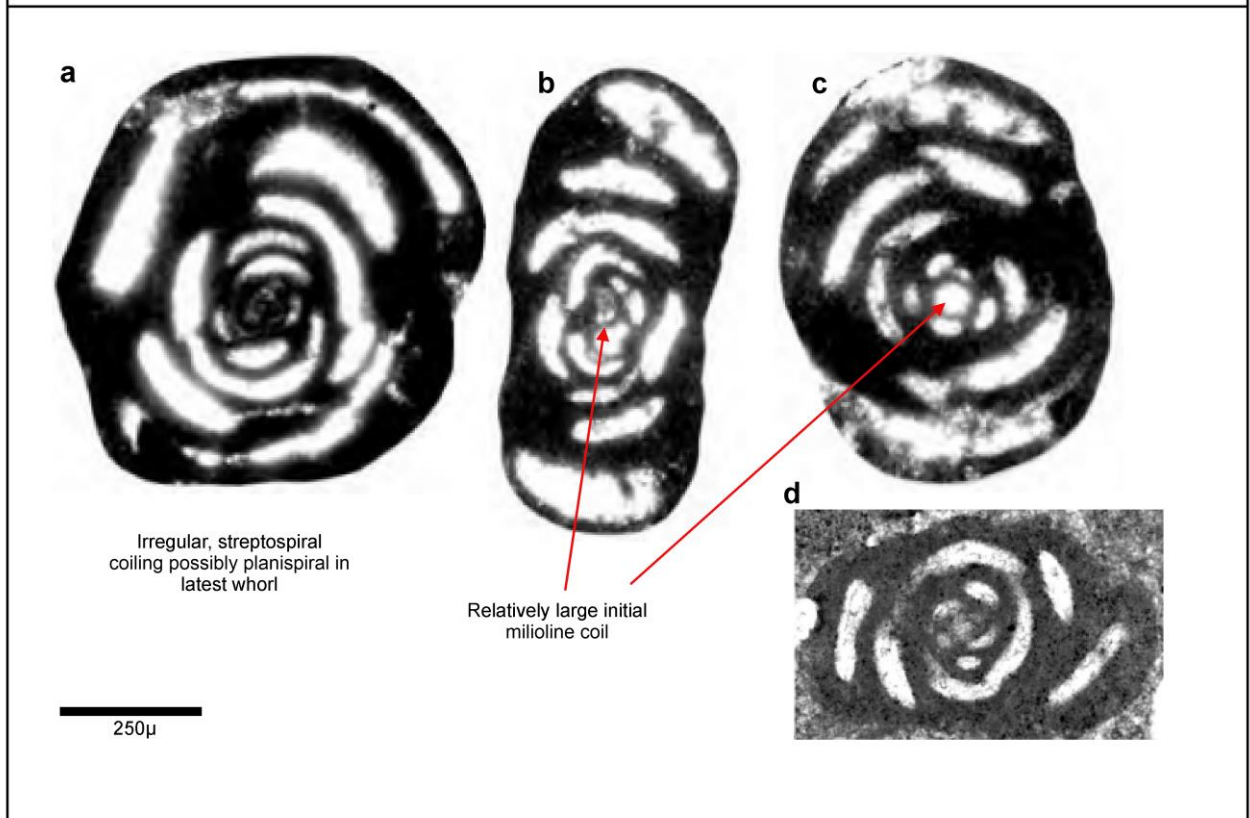 a
b
c
d
Irregular, streptospiral
coiling possibly planispiral in
latest whorl
Relatively large initial
milioline coil
250µ